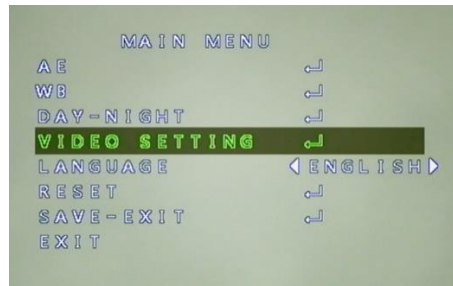 MAIN MENU
AE ↵
WB ↵
DAY-NIGHT ↵
VIDEO SETTING ↵
LANGUAGE ◁ENGLISH▷
RESET ↵
SAVE-EXIT ↵
EXIT